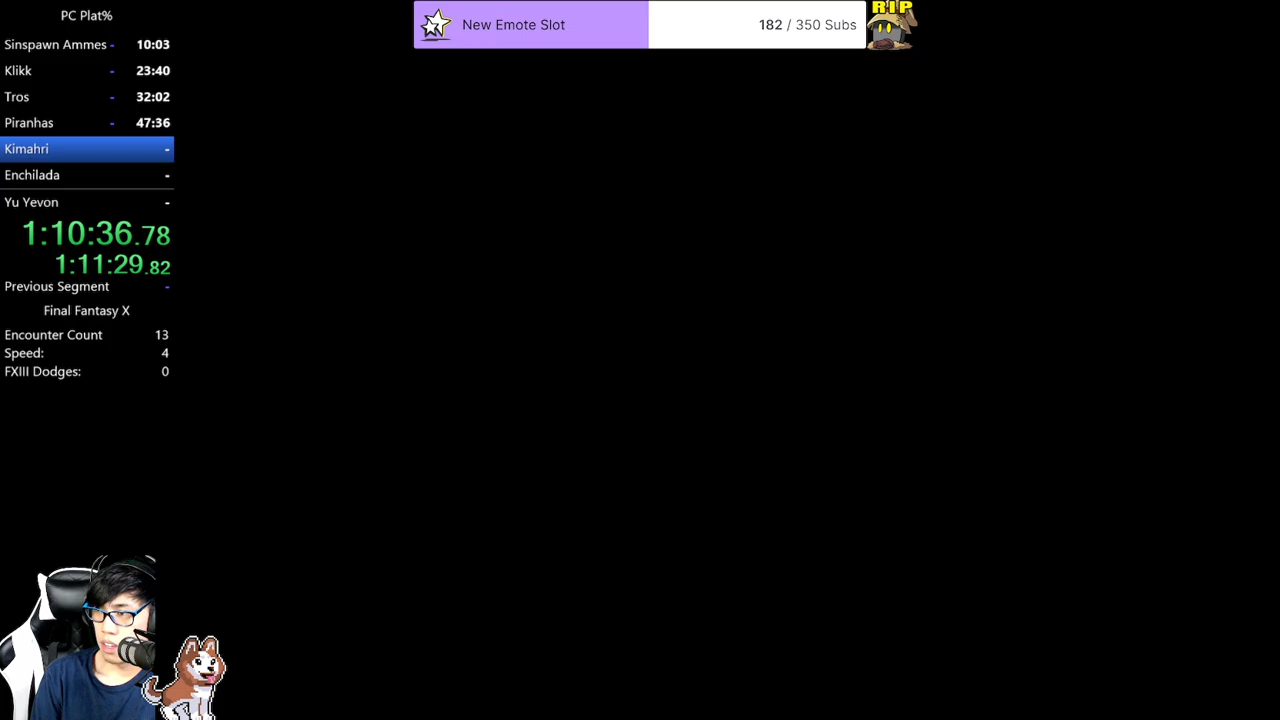 PC Plat%
Sinspawn Ammes - 10:03
Klikk - 23:40
Tros - 32:02
Piranhas - 47:36
Kimahri -
Enchilada -
Yu Yevon -
1:10:36.78
1:11:29.82
Previous Segment -
Final Fantasy X
Encounter Count 13
Speed: 4
FXIII Dodges: 0
New Emote Slot 182 / 350 Subs
RIP